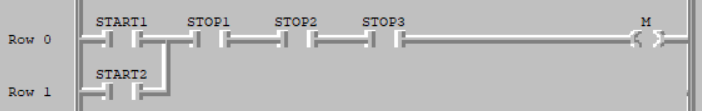 START1 STOP1 STOP2 STOP3 M
Row 0
START2
Row 1